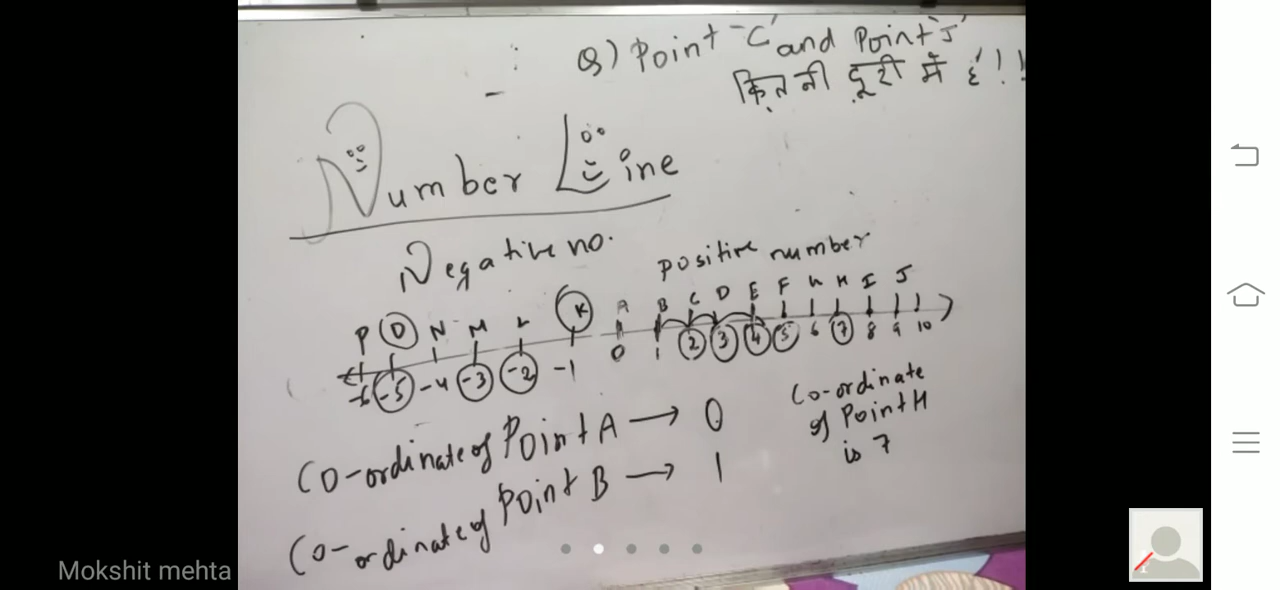 Q) Point 'C' and Point 'J'
कितनी दूरी में है!!
Number Line
Negative no.
positive number
P O N M L K A B C D E F G H I J
-6 -5 -4 -3 -2 -1 0 1 2 3 4 5 6 7 8 9 10
Co-ordinate of Point A → 0
Co-ordinate of Point B → 1
Co-ordinate
of Point H
is 7
Mokshit mehta